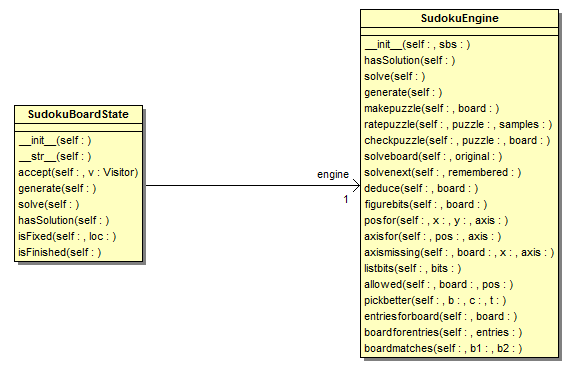 SudokuBoardState
__init__(self : )
__str__(self : )
accept(self : , v : Visitor)
generate(self : )
solve(self : )
hasSolution(self : )
isFixed(self : , loc : )
isFinished(self : )
engine
1
SudokuEngine
__init__(self : , sbs : )
hasSolution(self : )
solve(self : )
generate(self : )
makepuzzle(self : , board : )
ratepuzzle(self : , puzzle : , samples : )
checkpuzzle(self : , puzzle : , board : )
solveboard(self : , original : )
solvenext(self : , remembered : )
deduce(self : , board : )
figurebits(self : , board : )
posfor(self : , x : , y : , axis : )
axisfor(self : , pos : , axis : )
axismissing(self : , board : , x : , axis : )
listbits(self : , bits : )
allowed(self : , board : , pos : )
pickbetter(self : , b : , c : , t : )
entriesforboard(self : , board : )
boardforentries(self : , entries : )
boardmatches(self : , b1 : , b2 : )